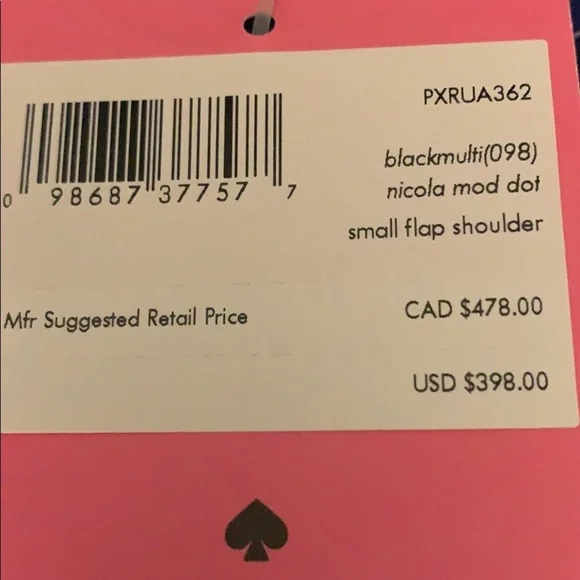 PXRUA362
0 98687 37757 7
blackmulti(098)
nicola mod dot
small flap shoulder
Mfr Suggested Retail Price
CAD $478.00
USD $398.00